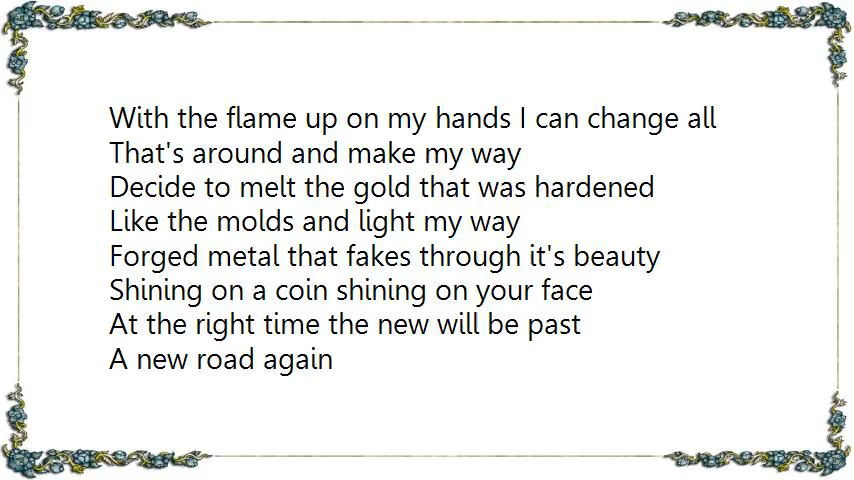 With the flame up on my hands I can change all
That's around and make my way
Decide to melt the gold that was hardened
Like the molds and light my way
Forged metal that fakes through it's beauty
Shining on a coin shining on your face
At the right time the new will be past
A new road again